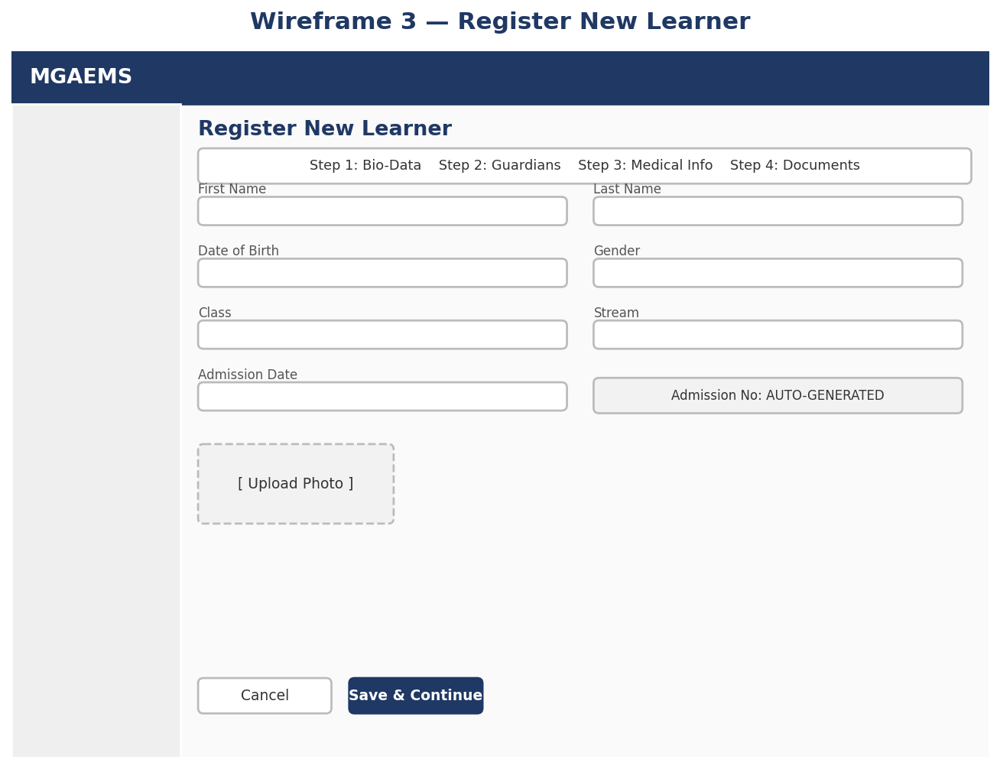 Wireframe 3 — Register New Learner
MGAEMS
Register New Learner
Step 1: Bio-Data    Step 2: Guardians    Step 3: Medical Info    Step 4: Documents
First Name
Last Name
Date of Birth
Gender
Class
Stream
Admission Date
Admission No: AUTO-GENERATED
[ Upload Photo ]
Cancel
Save & Continue